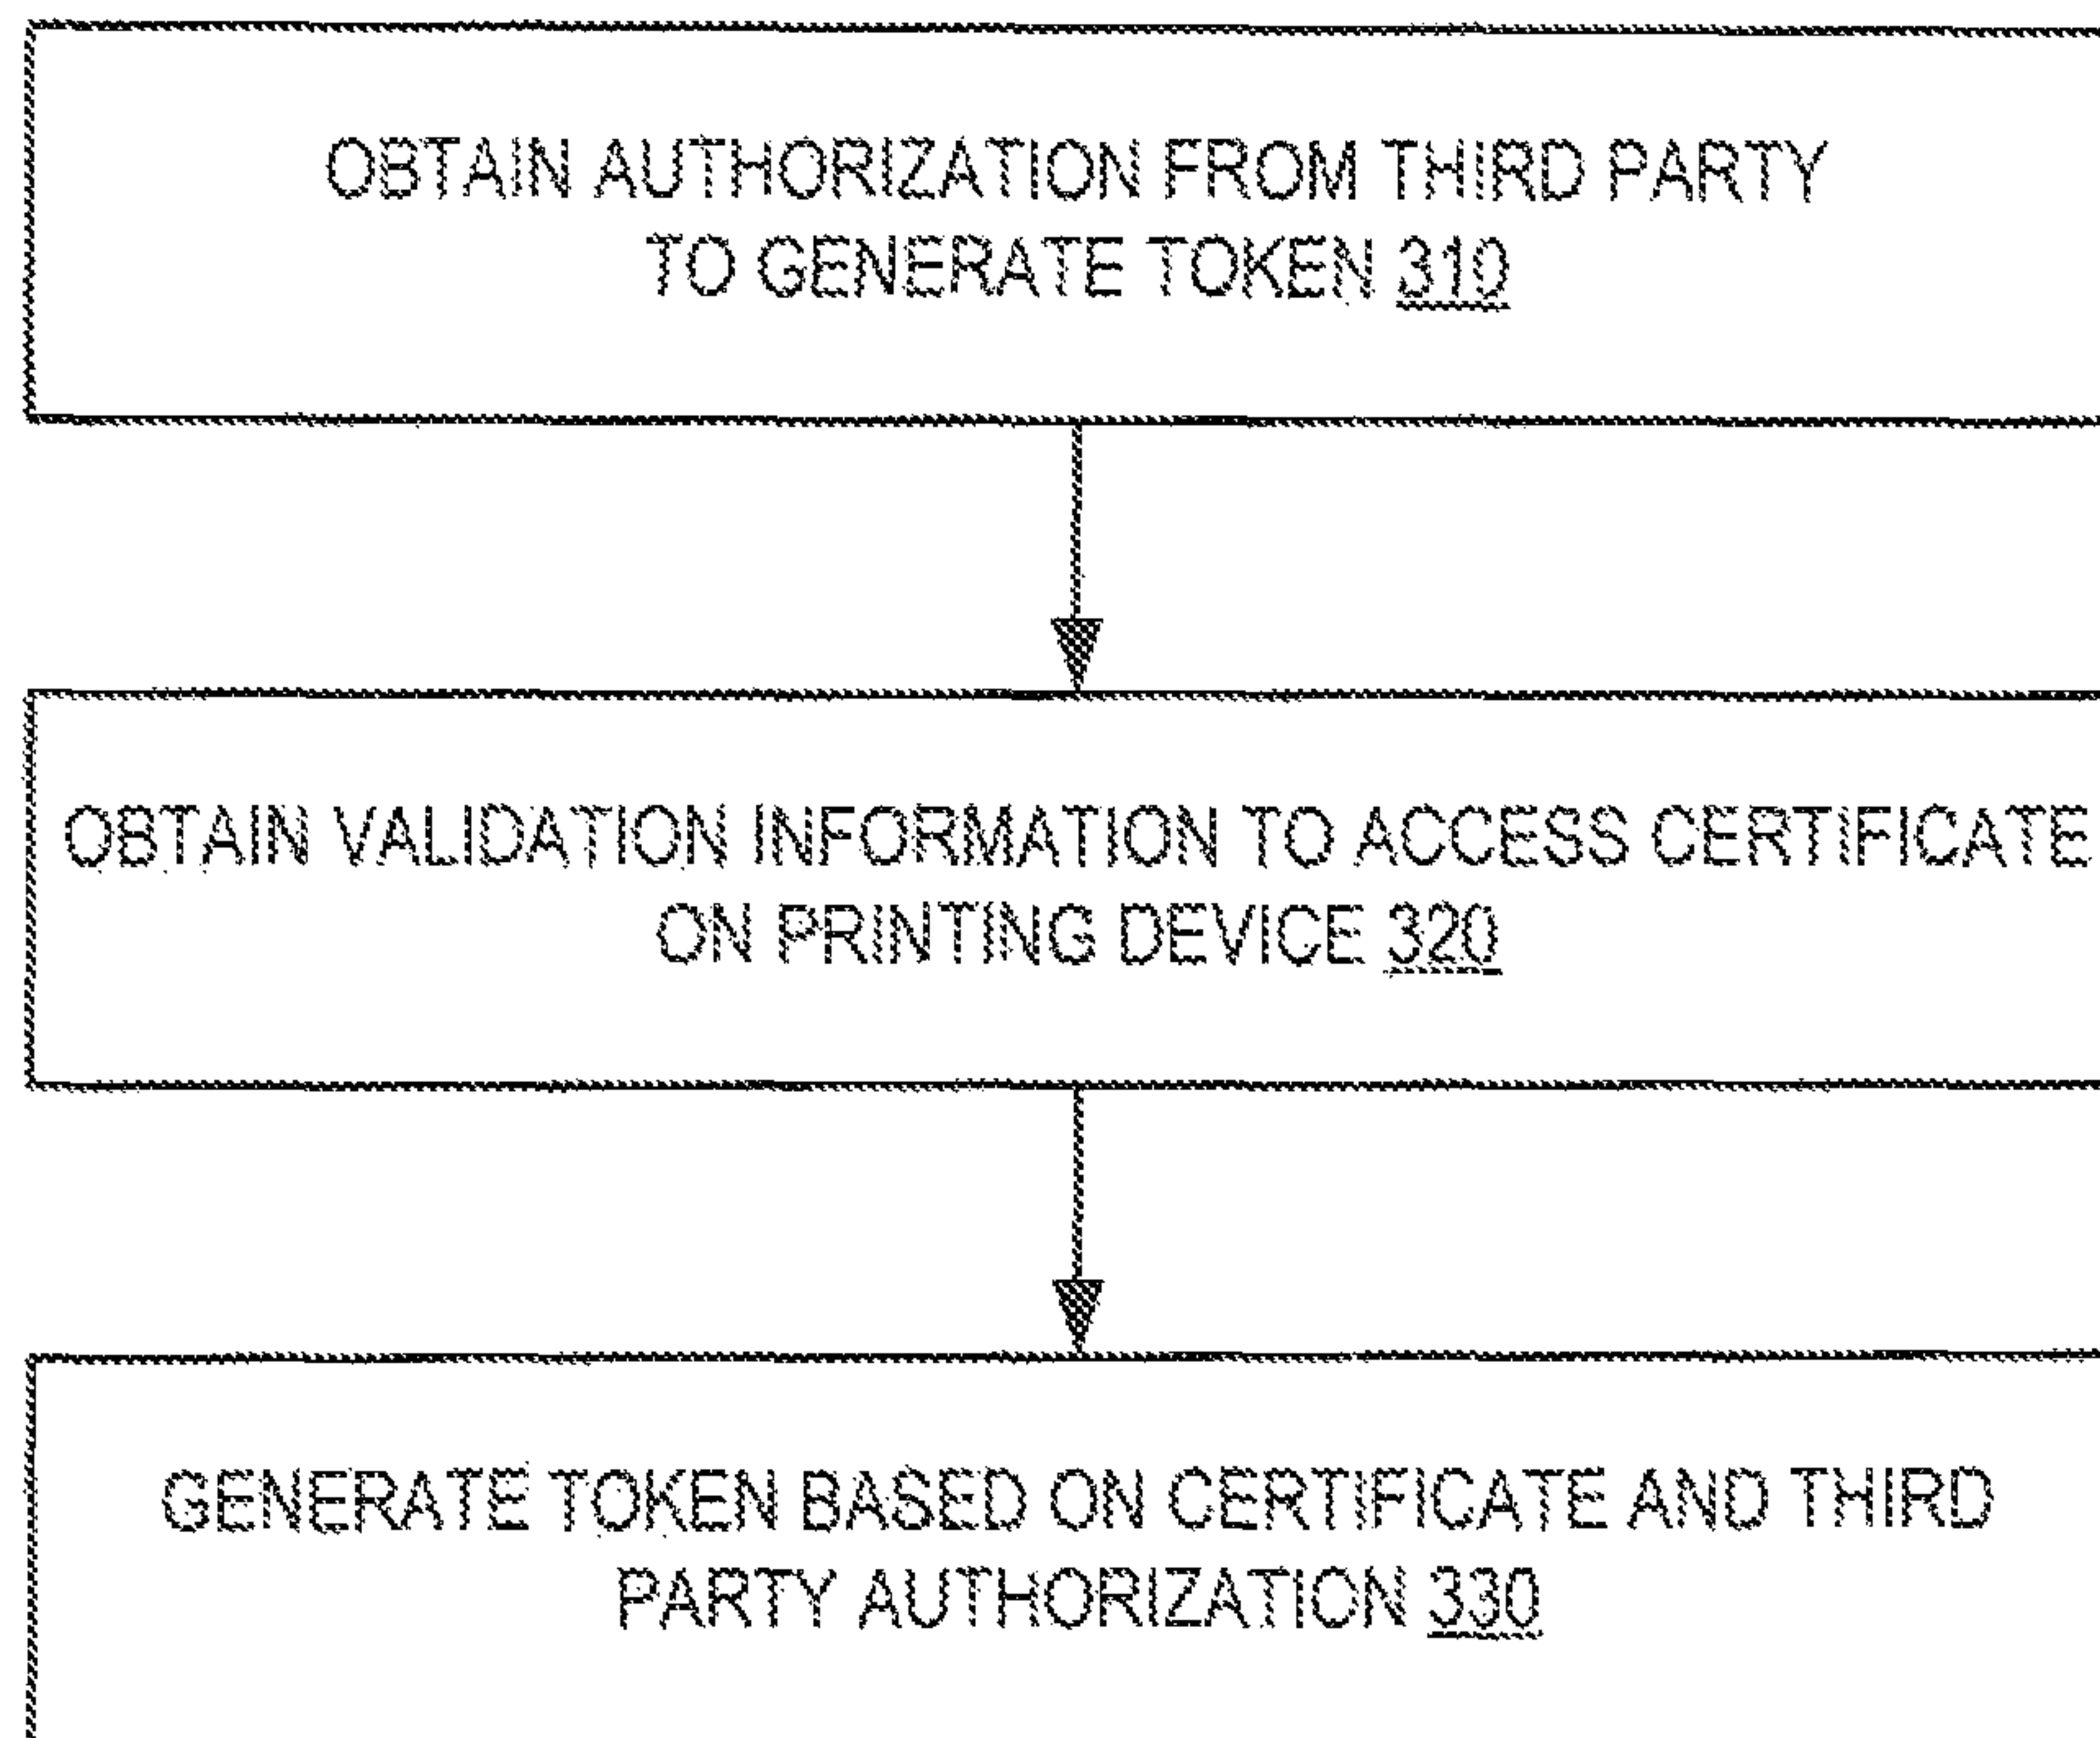 OBTAIN AUTHORIZATION FROM THIRD PARTY
TO GENERATE TOKEN 310
OBTAIN VALIDATION INFORMATION TO ACCESS CERTIFICATE
ON PRINTING DEVICE 320
GENERATE TOKEN BASED ON CERTIFICATE AND THIRD
PARTY AUTHORIZATION 330